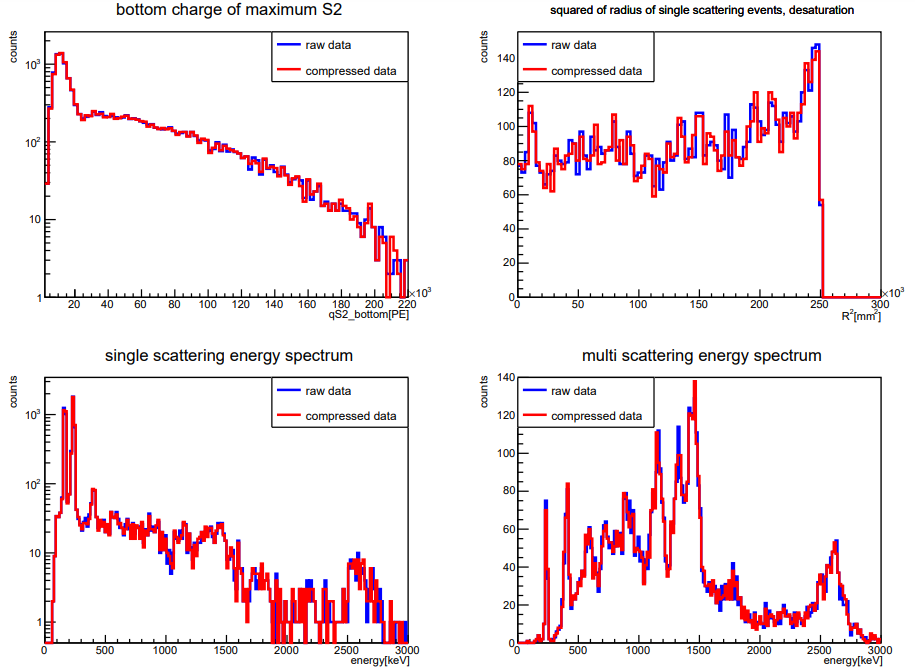 bottom charge of maximum S2
counts
raw data
compressed data
10³
10²
10
1
20 40 60 80 100 120 140 160 180 200 220
×10³
qS2_bottom[PE]
squared of radius of single scattering events, desaturation
counts
raw data
compressed data
140
120
100
80
60
40
20
0
0 50 100 150 200 250 300
×10³
R²[mm²]
single scattering energy spectrum
counts
raw data
compressed data
10³
10²
10
1
0 500 1000 1500 2000 2500 3000
energy[keV]
multi scattering energy spectrum
counts
raw data
compressed data
140
120
100
80
60
40
20
0
0 500 1000 1500 2000 2500 3000
energy[keV]